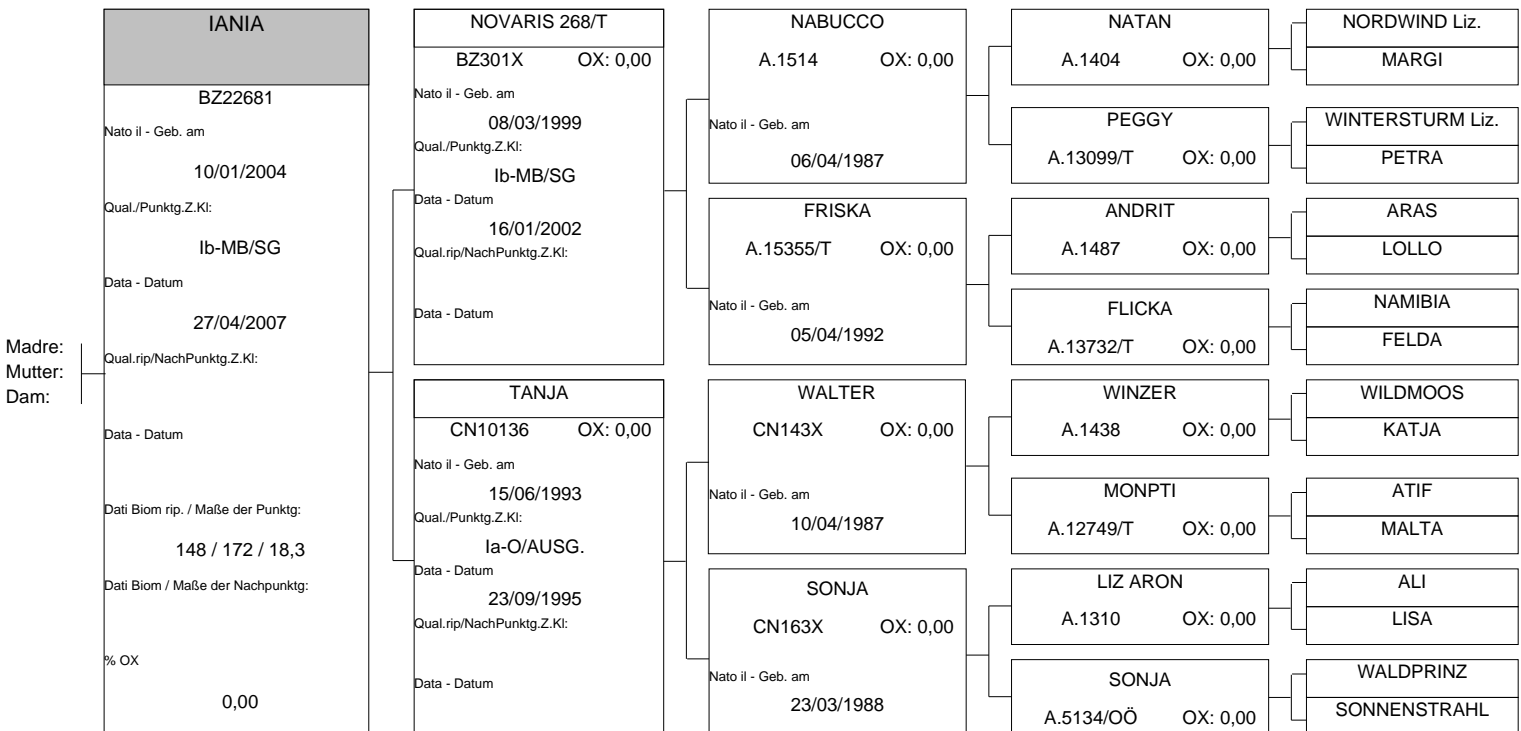 Madre:
Mutter:
Dam:
IANIA
BZ22681
Nato il - Geb. am
10/01/2004
Qual./Punktg.Z.Kl:
Ib-MB/SG
Data - Datum
27/04/2007
Qual.rip/NachPunktg.Z.Kl:
Data - Datum
Dati Biom rip. / Maße der Punktg:
148 / 172 / 18,3
Dati Biom / Maße der Nachpunktg:
% OX
0,00
NOVARIS 268/T
BZ301X OX: 0,00
Nato il - Geb. am
08/03/1999
Qual./Punktg.Z.Kl:
Ib-MB/SG
Data - Datum
16/01/2002
Qual.rip/NachPunktg.Z.Kl:
Data - Datum
TANJA
CN10136 OX: 0,00
Nato il - Geb. am
15/06/1993
Qual./Punktg.Z.Kl:
Ia-O/AUSG.
Data - Datum
23/09/1995
Qual.rip/NachPunktg.Z.Kl:
Data - Datum
NABUCCO
A.1514 OX: 0,00
Nato il - Geb. am
06/04/1987
FRISKA
A.15355/T OX: 0,00
Nato il - Geb. am
05/04/1992
WALTER
CN143X OX: 0,00
Nato il - Geb. am
10/04/1987
SONJA
CN163X OX: 0,00
Nato il - Geb. am
23/03/1988
NATAN
A.1404 OX: 0,00
PEGGY
A.13099/T OX: 0,00
ANDRIT
A.1487 OX: 0,00
FLICKA
A.13732/T OX: 0,00
WINZER
A.1438 OX: 0,00
MONPTI
A.12749/T OX: 0,00
LIZ ARON
A.1310 OX: 0,00
SONJA
A.5134/OÖ OX: 0,00
NORDWIND Liz.
MARGI
WINTERSTURM Liz.
PETRA
ARAS
LOLLO
NAMIBIA
FELDA
WILDMOOS
KATJA
ATIF
MALTA
ALI
LISA
WALDPRINZ
SONNENSTRAHL